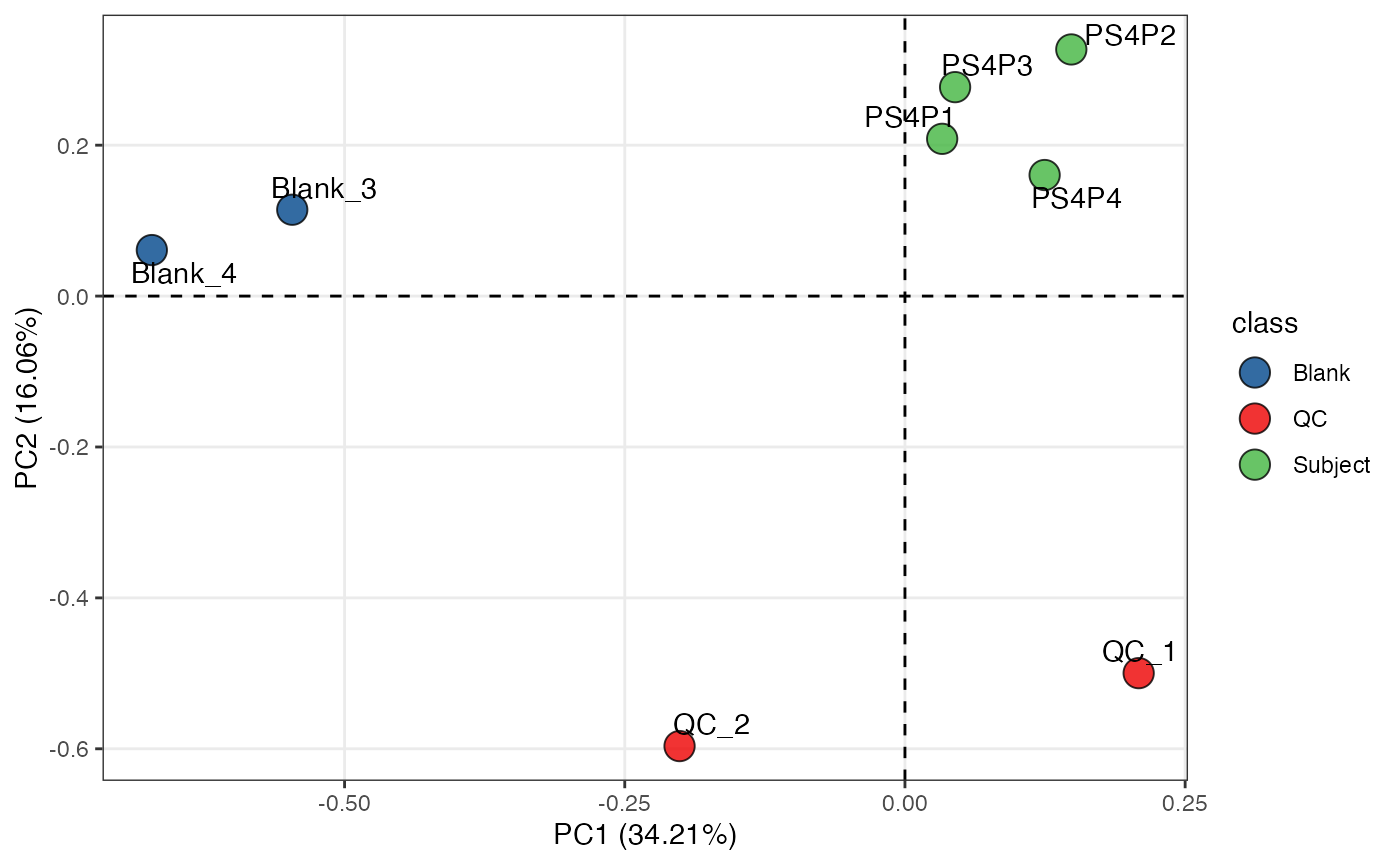 PS4P2
PS4P3
PS4P1
PS4P4
Blank_3
Blank_4
QC_1
QC_2
0.2
0.0
-0.2
-0.4
-0.6
PC2 (16.06%)
-0.50
-0.25
0.00
0.25
PC1 (34.21%)
class
Blank
QC
Subject